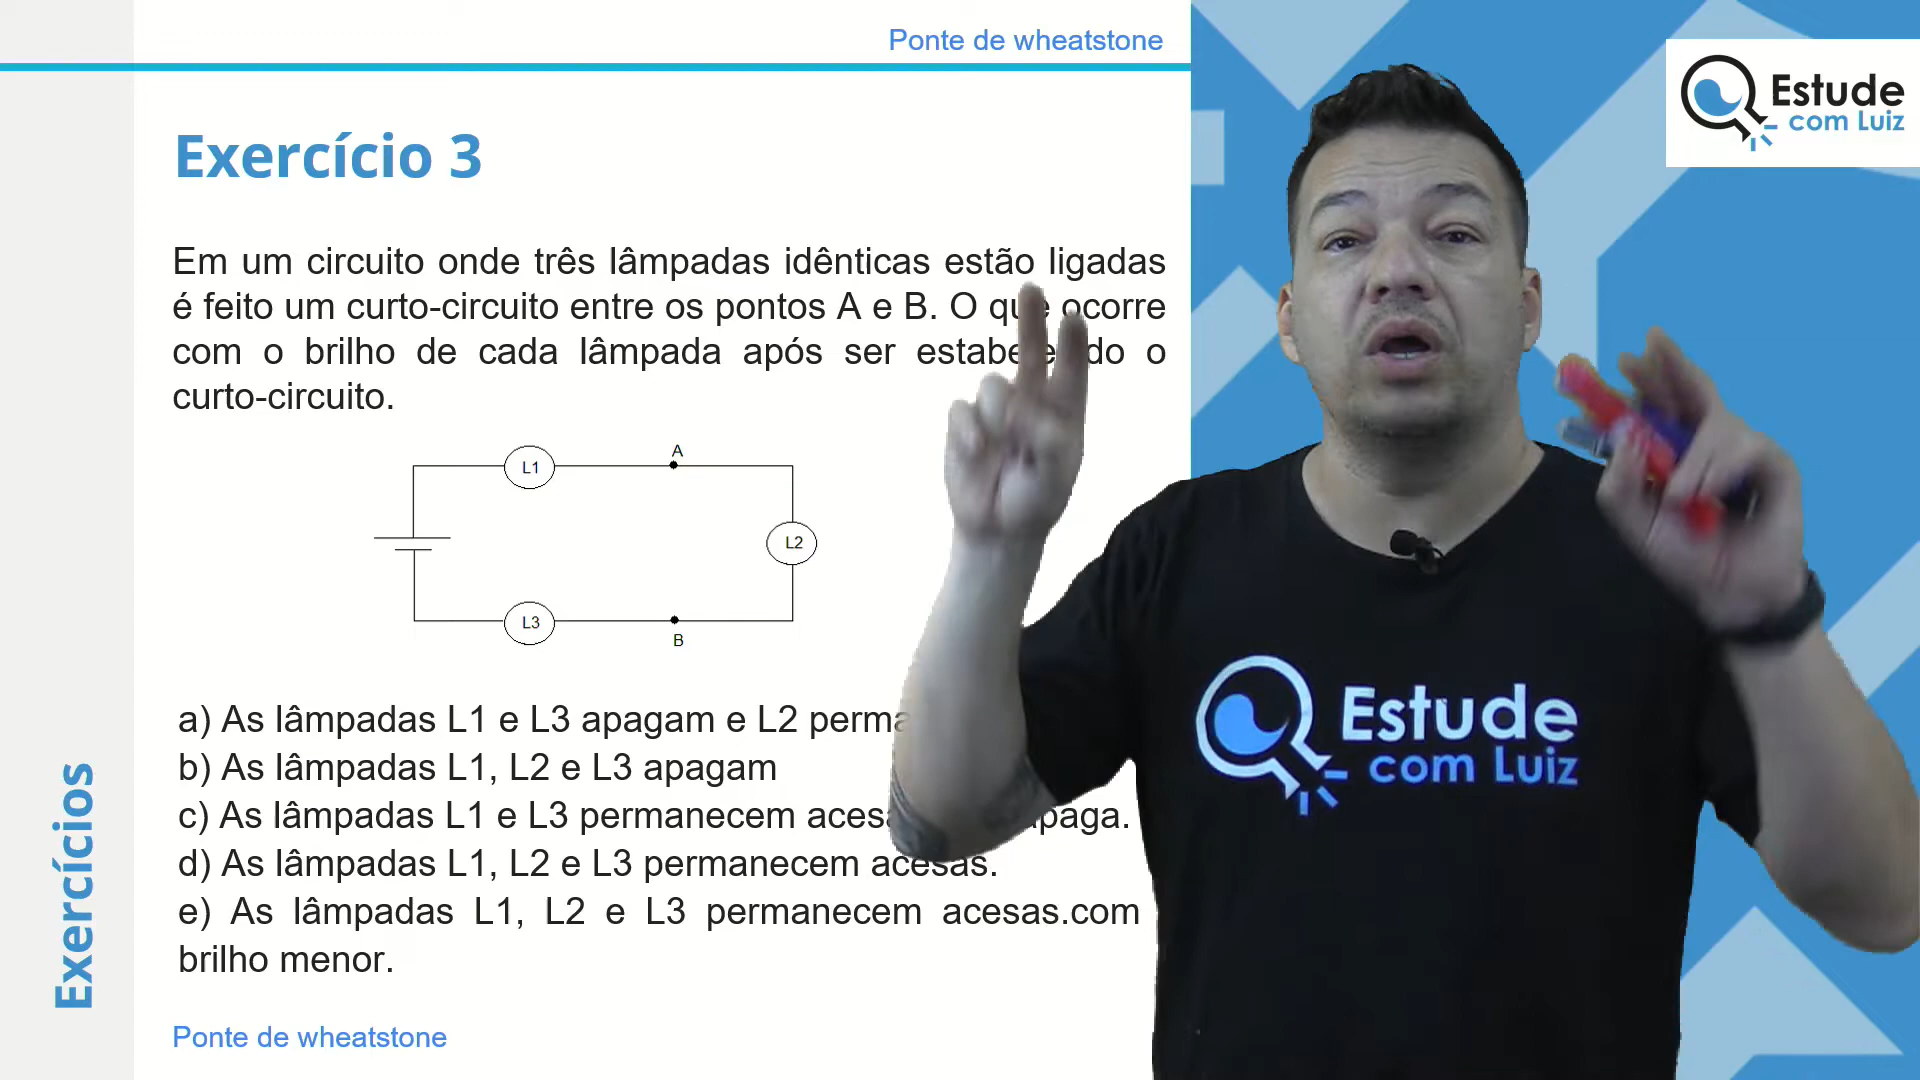 Ponte de wheatstone
Estude
com Luiz
Exercício 3
Em um circuito onde três lâmpadas idênticas estão ligadas
é feito um curto-circuito entre os pontos A e B. O que ocorre
com o brilho de cada lâmpada após ser do o
curto-circuito.
A
L1
L2
L3
B
a) As lâmpadas L1 e L3 apagam e L2
b) As lâmpadas L1, L2 e L3 apagam
c) As lâmpadas L1 e L3 permanecem
d) As lâmpadas L1, L2 e L3 permanecem acesas.
e) As lâmpadas L1, L2 e L3 permanecem acesas.com
brilho menor.
Exercícios
Ponte de wheatstone
Estude
com Luiz